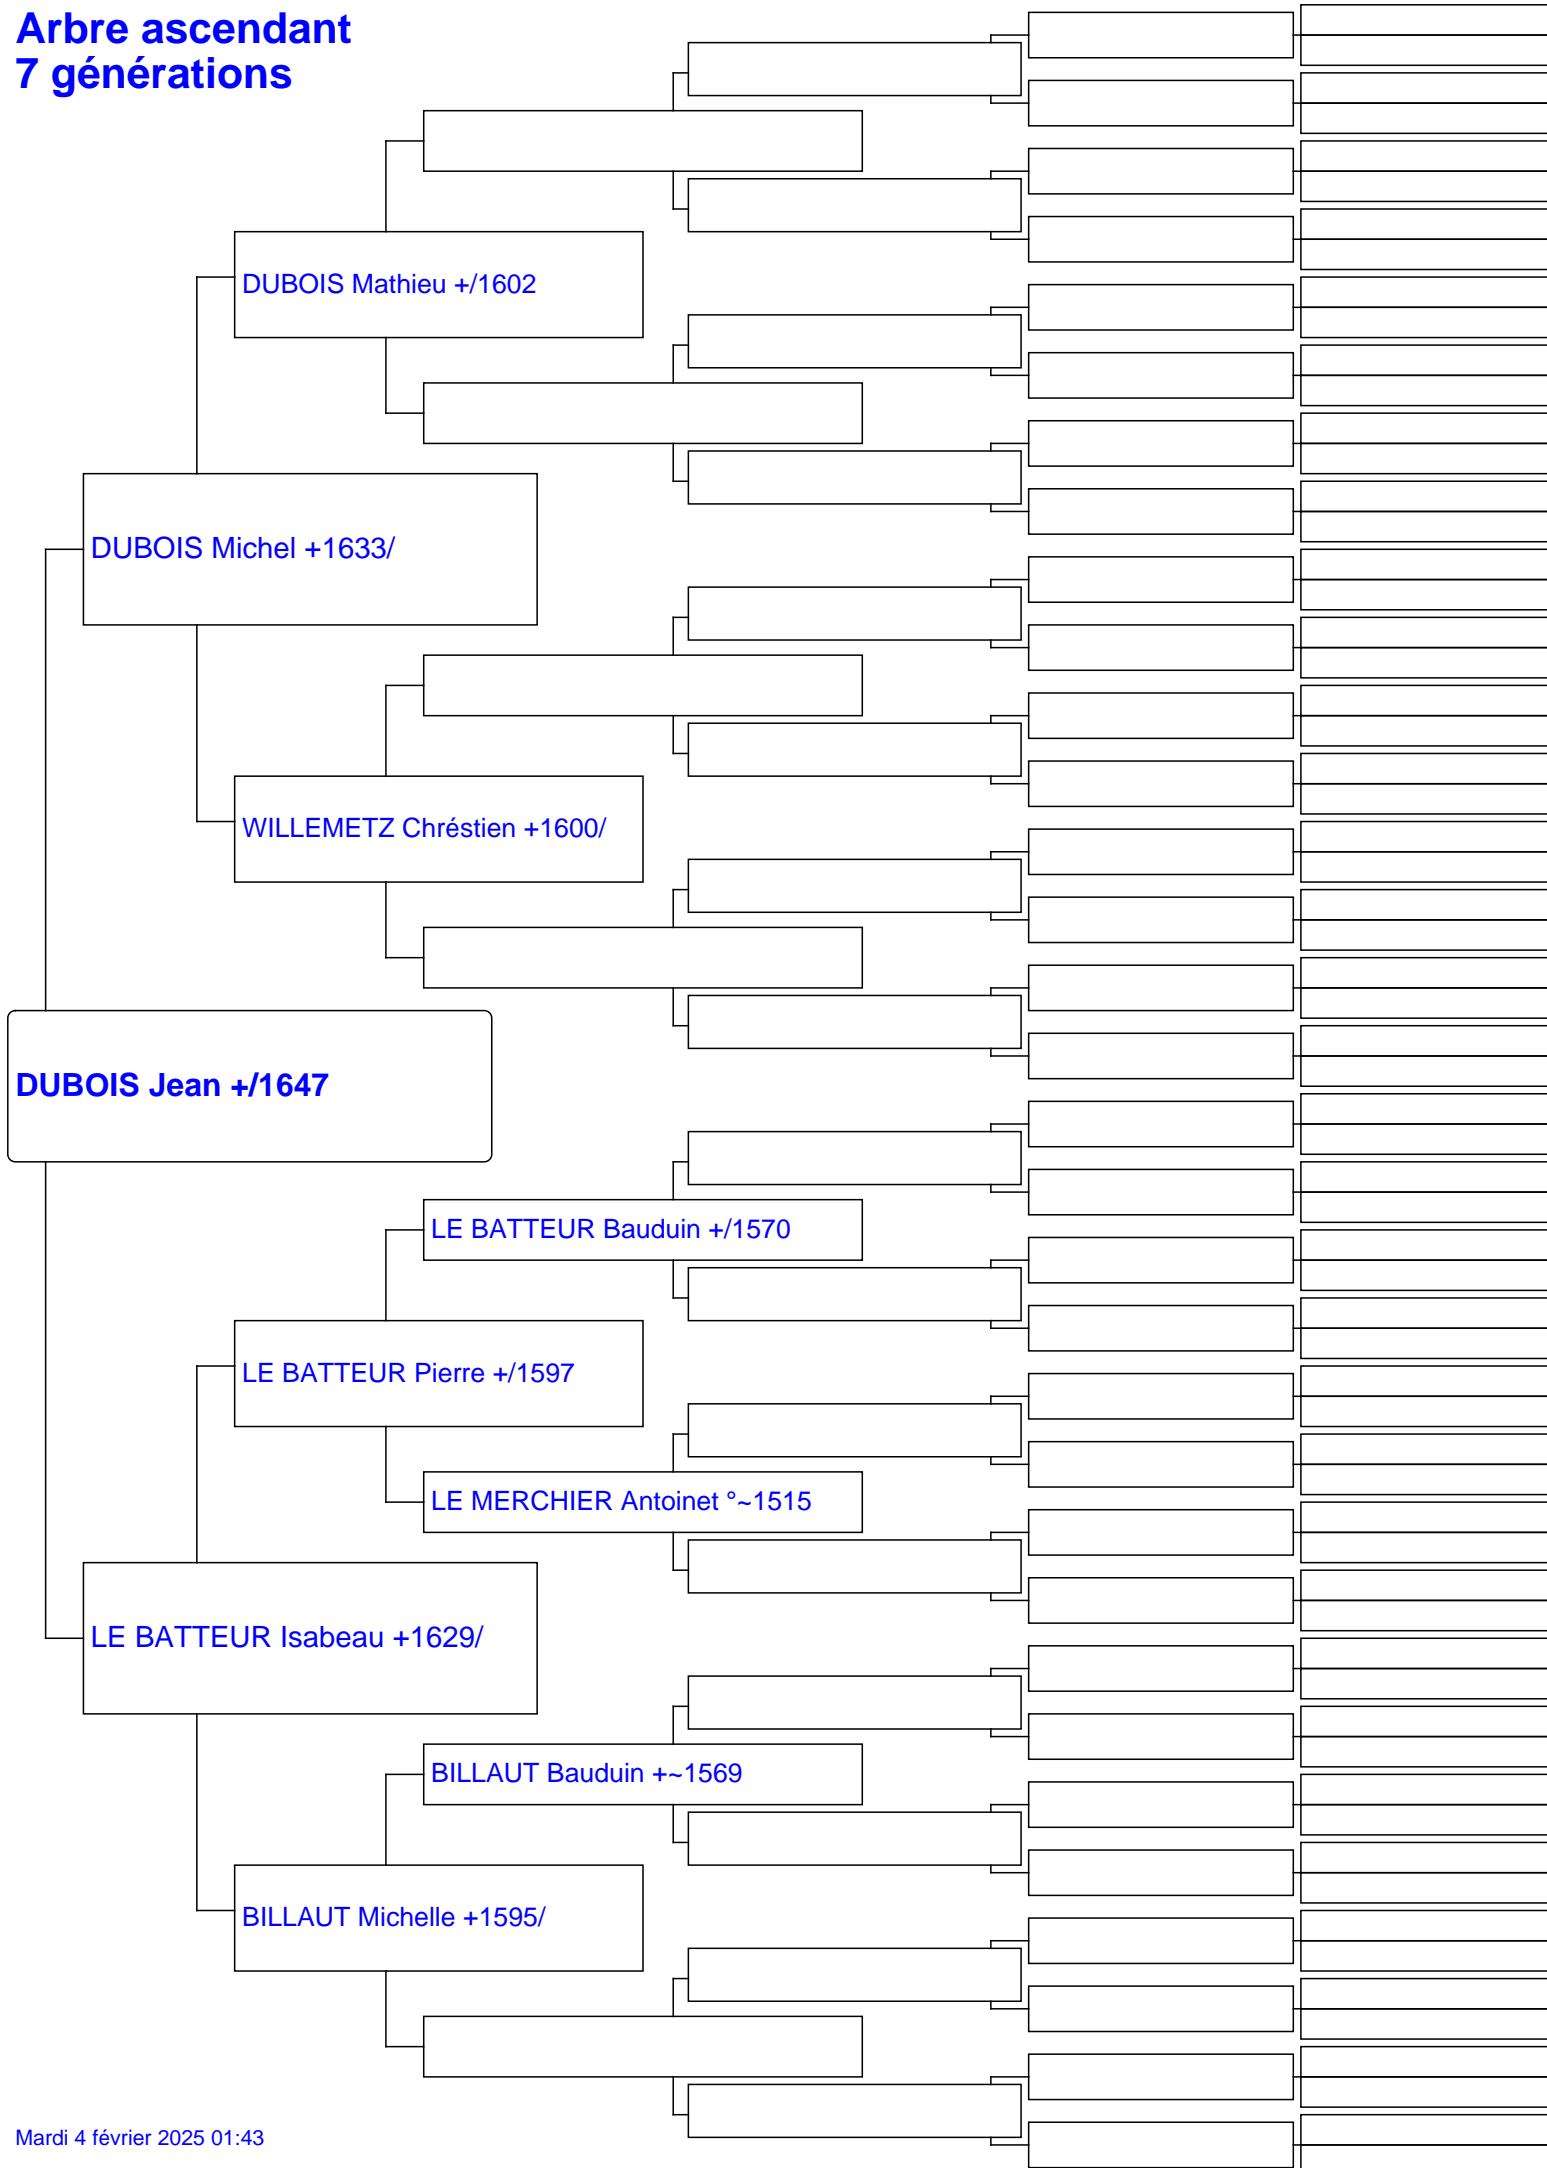 Arbre ascendant
7 générations
DUBOIS Mathieu +/1602
DUBOIS Michel +1633/
WILLEMETZ Chréstien +1600/
DUBOIS Jean +/1647
LE BATTEUR Bauduin +/1570
LE BATTEUR Pierre +/1597
LE MERCHIER Antoinet °~1515
LE BATTEUR Isabeau +1629/
BILLAUT Bauduin +~1569
BILLAUT Michelle +1595/
Mardi 4 février 2025 01:43